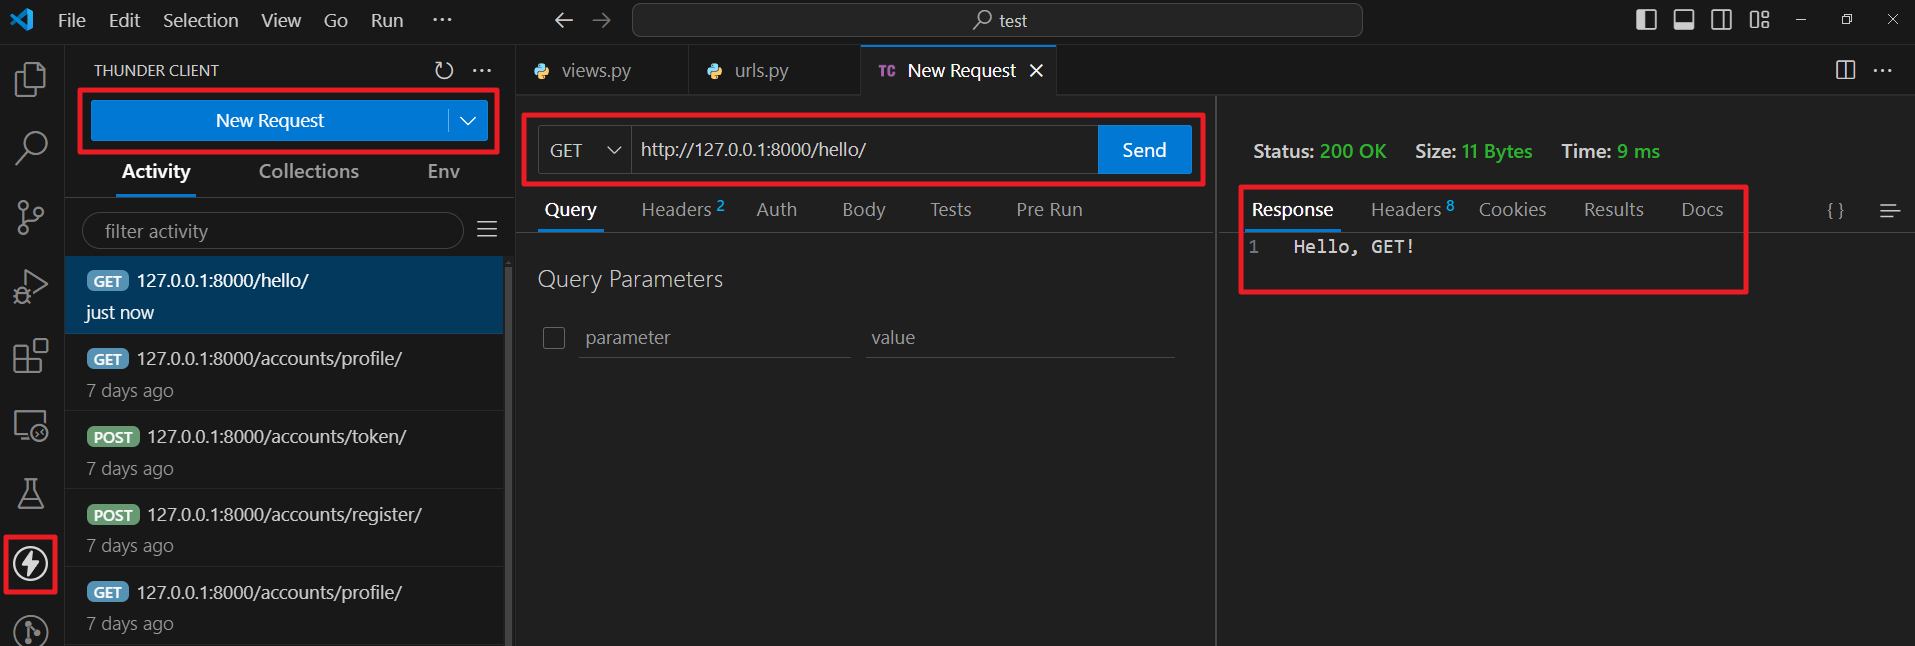 File Edit Selection View Go Run ...
test
THUNDER CLIENT
New Request
Activity Collections Env
filter activity
GET 127.0.0.1:8000/hello/
just now
GET 127.0.0.1:8000/accounts/profile/
7 days ago
POST 127.0.0.1:8000/accounts/token/
7 days ago
POST 127.0.0.1:8000/accounts/register/
7 days ago
GET 127.0.0.1:8000/accounts/profile/
7 days ago
views.py urls.py TC New Request
GET http://127.0.0.1:8000/hello/ Send
Query Headers 2 Auth Body Tests Pre Run
Query Parameters
parameter value
Status: 200 OK Size: 11 Bytes Time: 9 ms
Response Headers 8 Cookies Results Docs { }
1 Hello, GET!